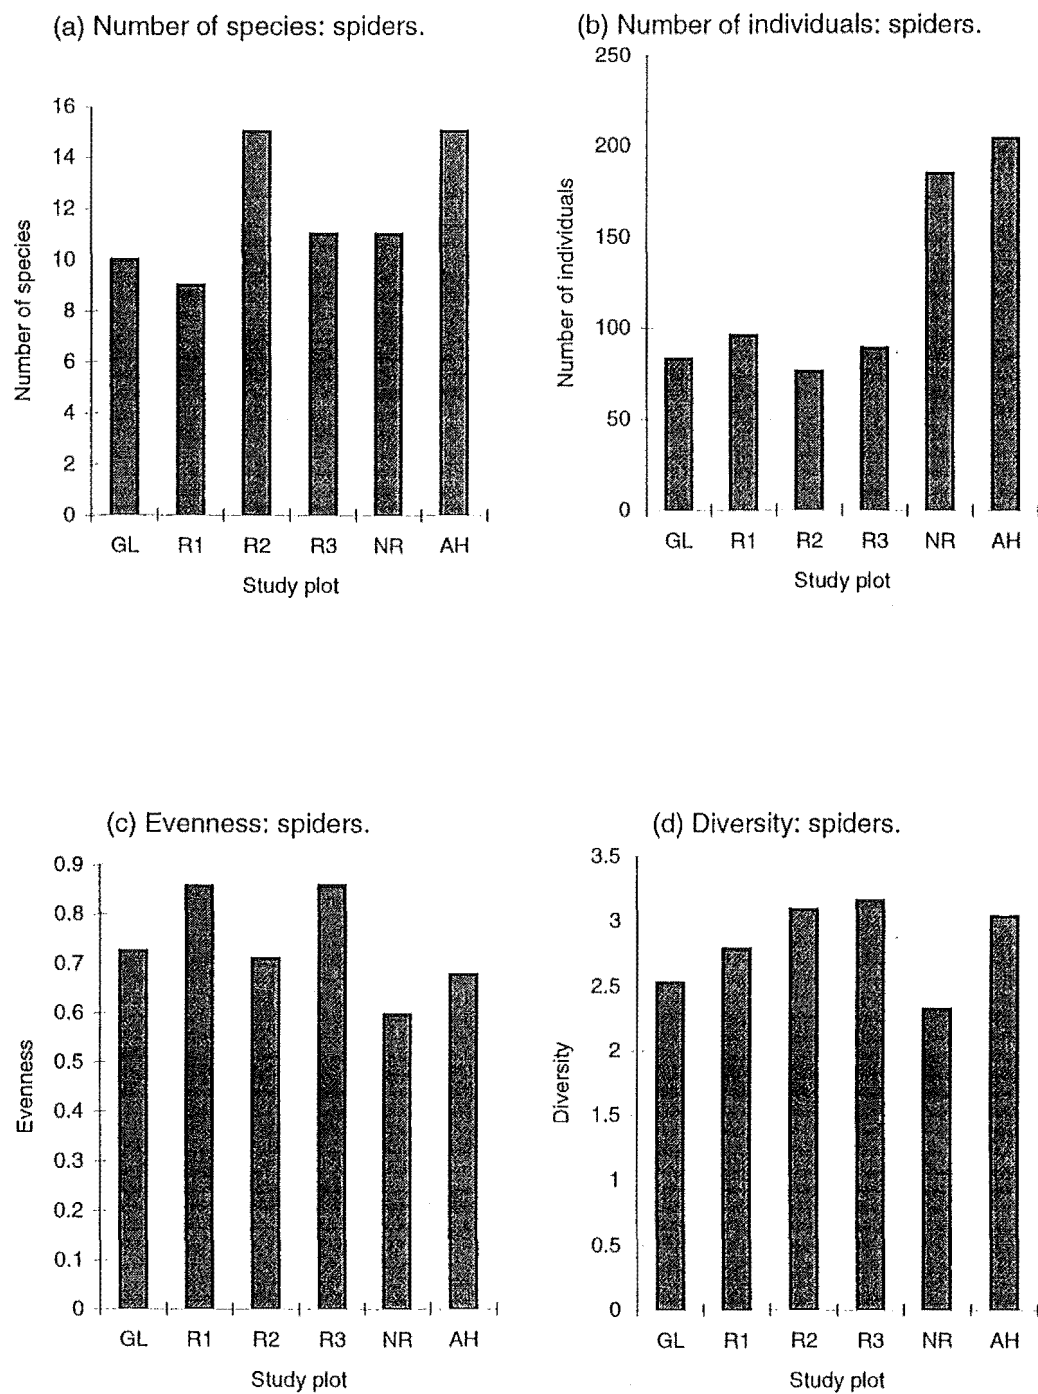 (a) Number of species: spiders.
16
14
12
10
8
6
4
2
0
Number of species
GL R1 R2 R3 NR AH
Study plot
(b) Number of individuals: spiders.
250
200
150
100
50
0
Number of individuals
GL R1 R2 R3 NR AH
Study plot
(c) Evenness: spiders.
0.9
0.8
0.7
0.6
0.5
0.4
0.3
0.2
0.1
0
Evenness
GL R1 R2 R3 NR AH
Study plot
(d) Diversity: spiders.
3.5
3
2.5
2
1.5
1
0.5
0
Diversity
GL R1 R2 R3 NR AH
Study plot